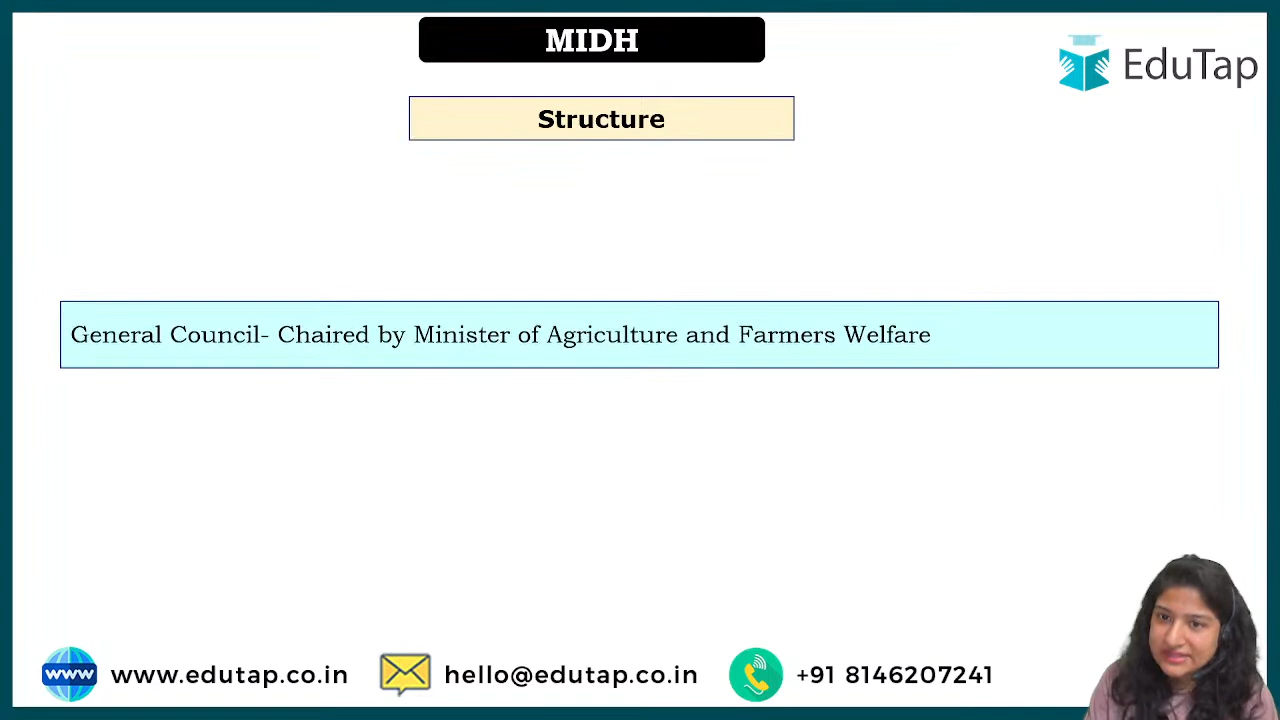 MIDH
EduTap
Structure
General Council- Chaired by Minister of Agriculture and Farmers Welfare
www www.edutap.co.in hello@edutap.co.in +91 8146207241